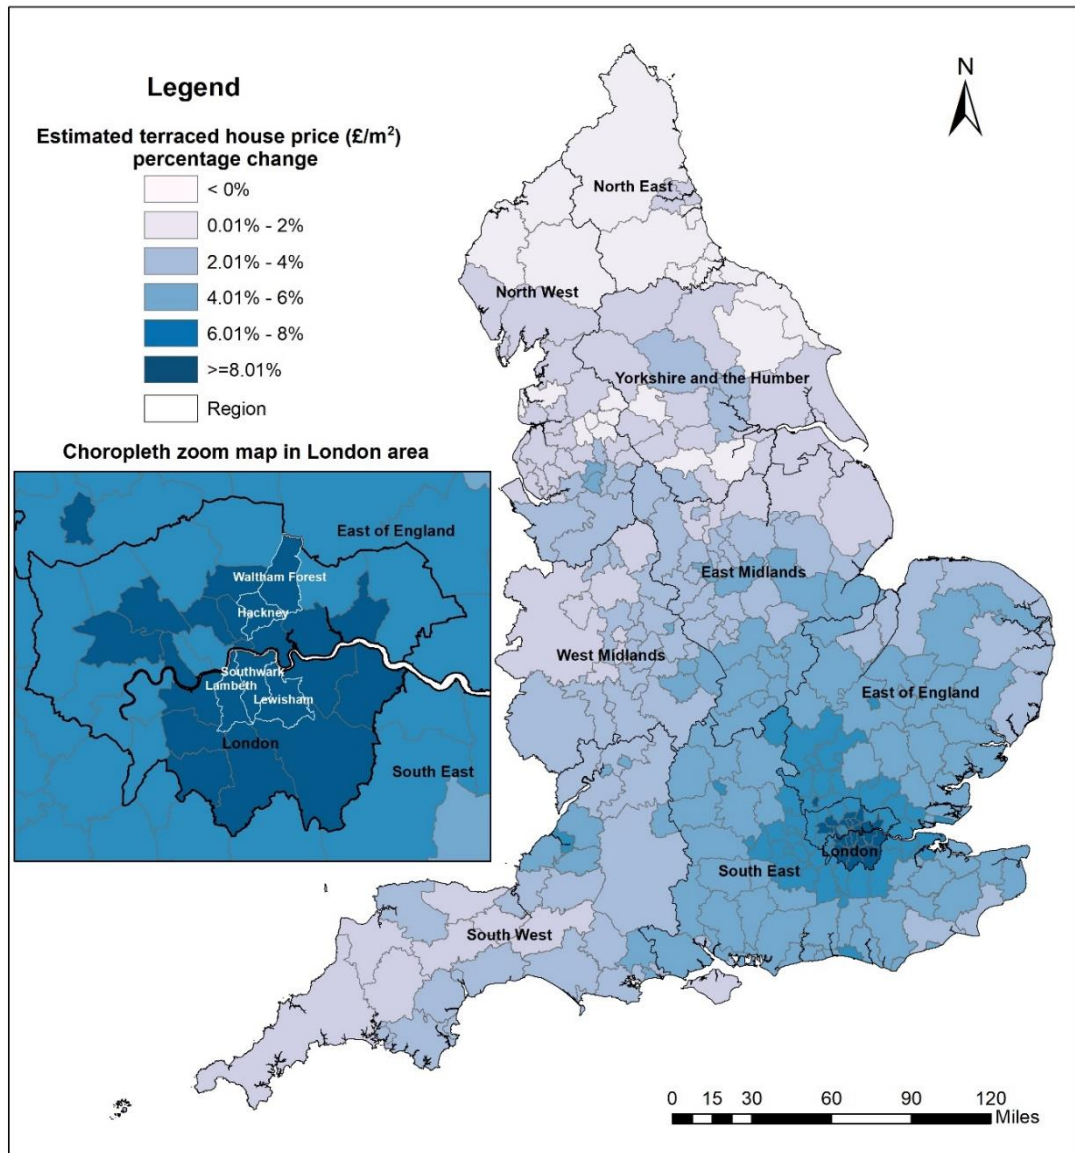 Legend
Estimated terraced house price (£/m²)
percentage change
< 0%
0.01% - 2%
2.01% - 4%
4.01% - 6%
6.01% - 8%
>=8.01%
Region
Choropleth zoom map in London area
East of England
Waltham Forest
Hackney
Southwark
Lambeth
Lewisham
London
South East
N
North East
North West
Yorkshire and the Humber
East Midlands
West Midlands
East of England
London
South East
South West
0 15 30 60 90 120
Miles